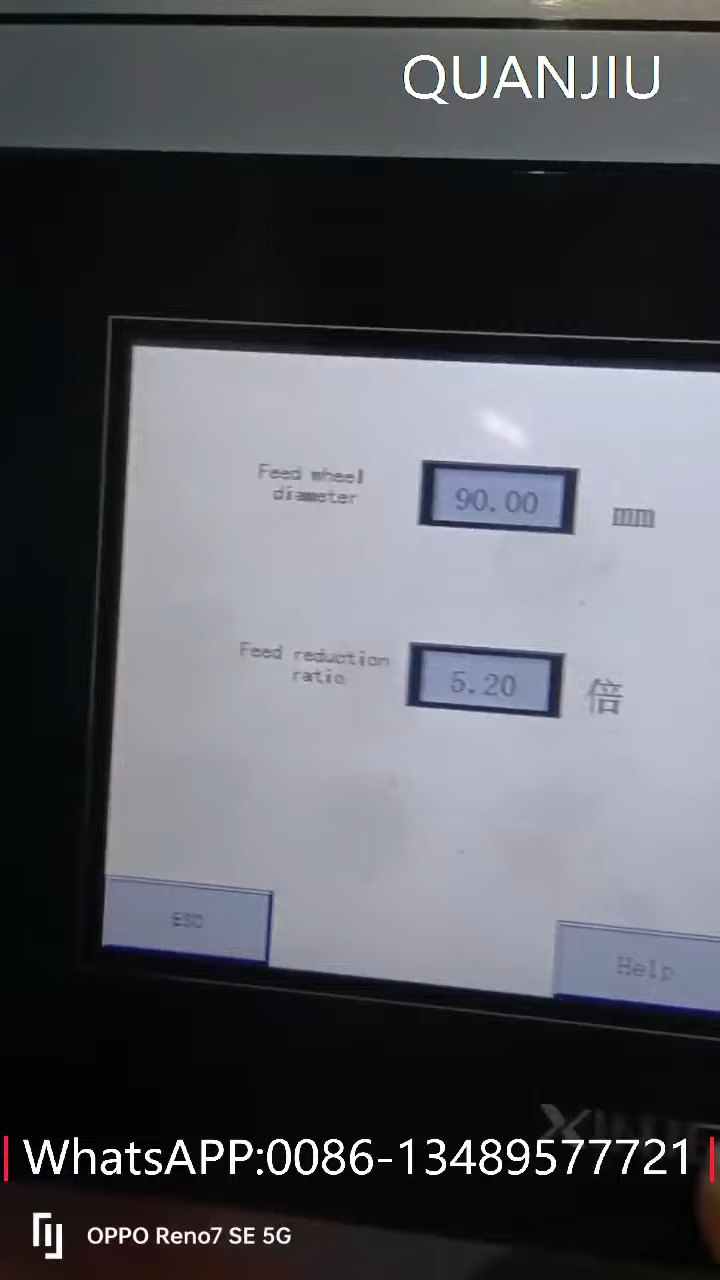 QUANJIU
Feed wheel
diameter
90.00
mm
Feed reduction
ratio
5.20
倍
ESC
Help
WhatsAPP:0086-13489577721
OPPO Reno7 SE 5G